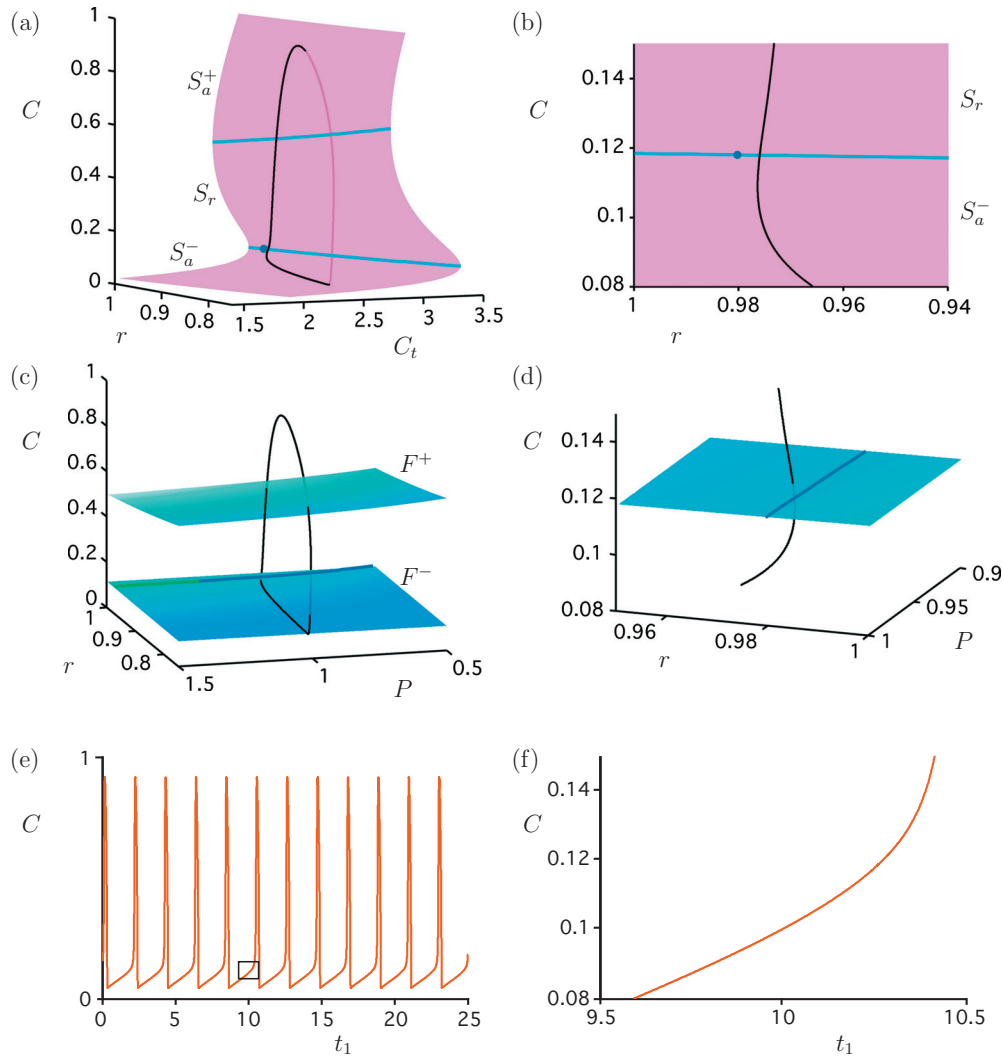 (a)
1
0.8
C
0.6
0.4
0.2
0
S_a^+
S_r
S_a^-
1
0.9
0.8
r
1.5
2
2.5
3
3.5
C_t
(b)
0.14
C
0.12
0.1
0.08
S_r
S_a^-
1
0.98
0.96
0.94
r
(c)
1
0.8
C
0.6
0.4
0.2
0
F^+
F^-
1
0.9
0.8
r
1.5
1
0.5
P
(d)
C
0.14
0.12
0.1
0.08
0.96
0.98
1
r
1
0.95
0.9
P
(e)
1
C
0
0
5
10
15
20
25
t_1
(f)
C
0.14
0.12
0.1
0.08
9.5
10
10.5
t_1